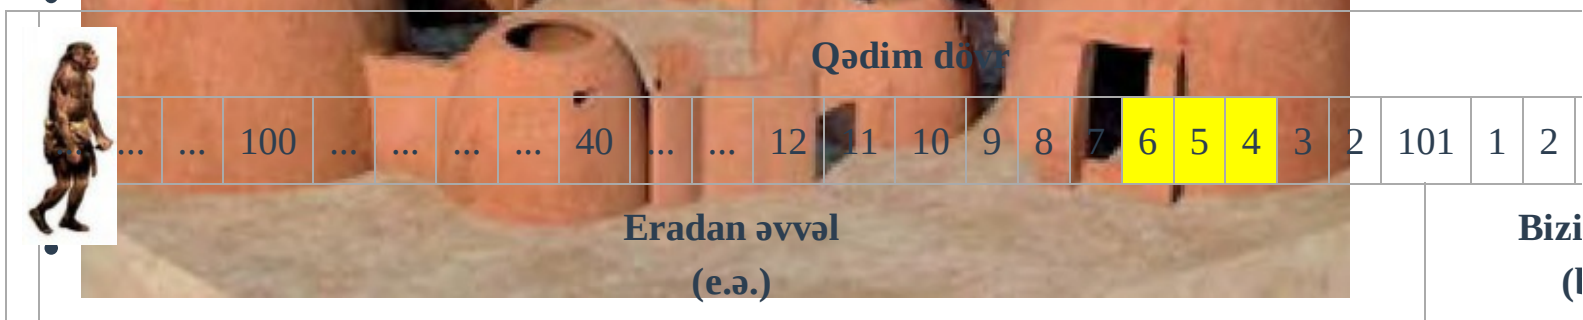 Qədim dövr
... ... 100 ... ... ... ... 40 ... ... 12 11 10 9 8 7 6 5 4 3 2 101 1 2
Eradan əvvəl
(e.ə.)